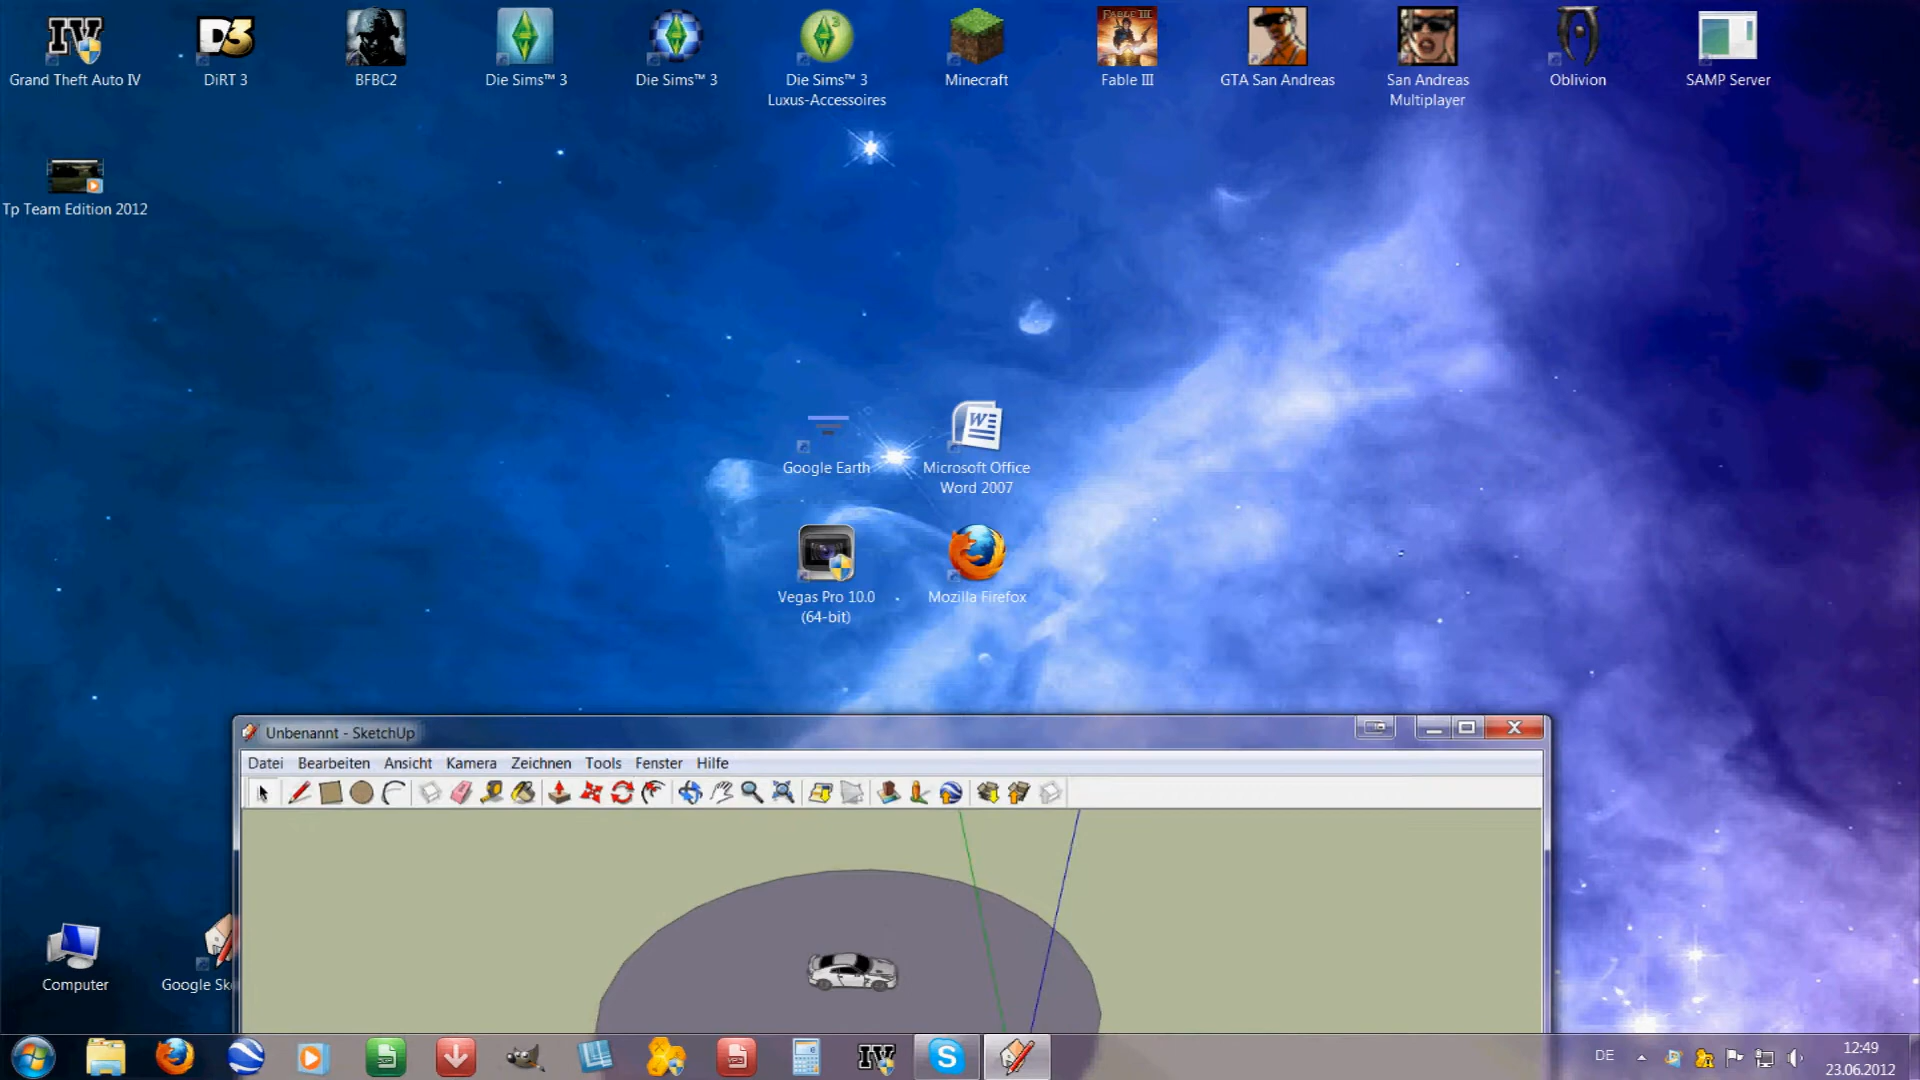 Grand Theft Auto IV
DiRT 3
BFBC2
Die Sims™ 3
Die Sims™ 3
Die Sims™ 3
Luxus-Accessoires
Minecraft
Fable III
GTA San Andreas
San Andreas
Multiplayer
Oblivion
SAMP Server
Tp Team Edition 2012
Google Earth
Microsoft Office
Word 2007
Vegas Pro 10.0
(64-bit)
Mozilla Firefox
Unbenannt - SketchUp
Datei Bearbeiten Ansicht Kamera Zeichnen Tools Fenster Hilfe
Computer
Google Sk
DE
12:49
23.06.2012